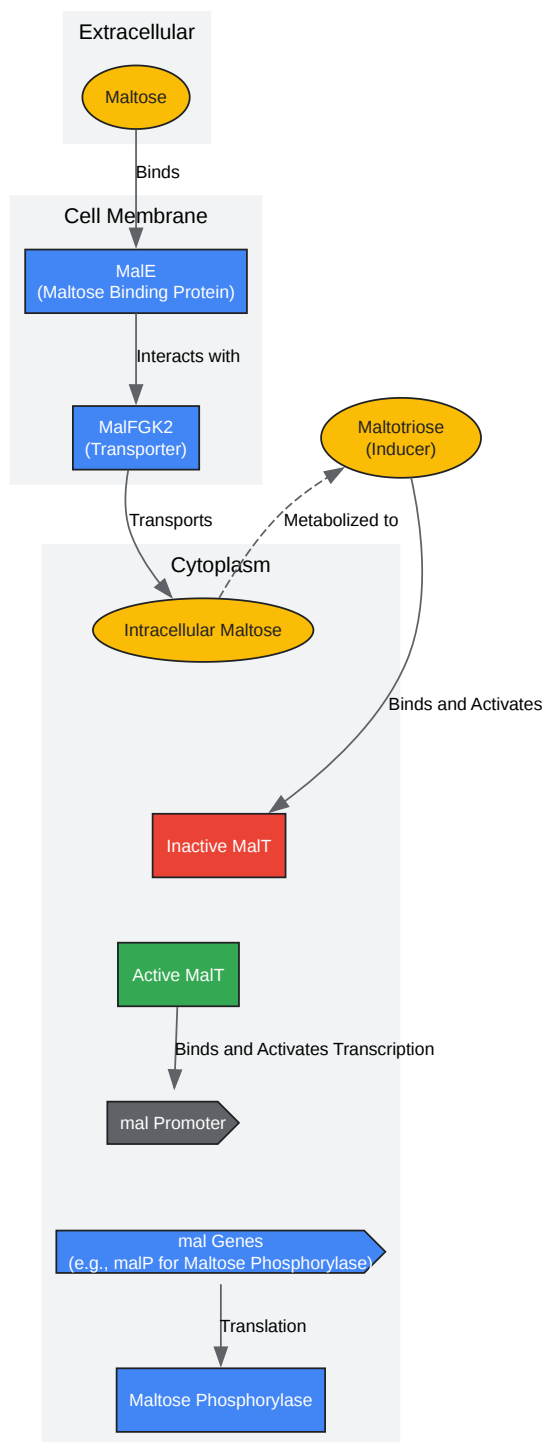 Extracellular
Maltose
Binds
Cell Membrane
MalE
(Maltose Binding Protein)
Interacts with
MalFGK2
(Transporter)
Maltotriose
(Inducer)
Transports
Metabolized to
Cytoplasm
Intracellular Maltose
Binds and Activates
Inactive MalT
Active MalT
Binds and Activates Transcription
mal Promoter
mal Genes
(e.g., malP for Maltose Phosphorylase)
Translation
Maltose Phosphorylase